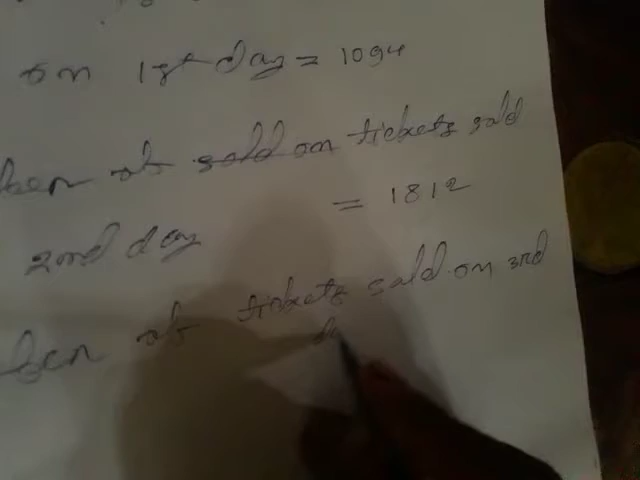 on 1st day = 1094
ber of sold on tickets sold
2nd day = 1812
ber of tickets sold on 3rd